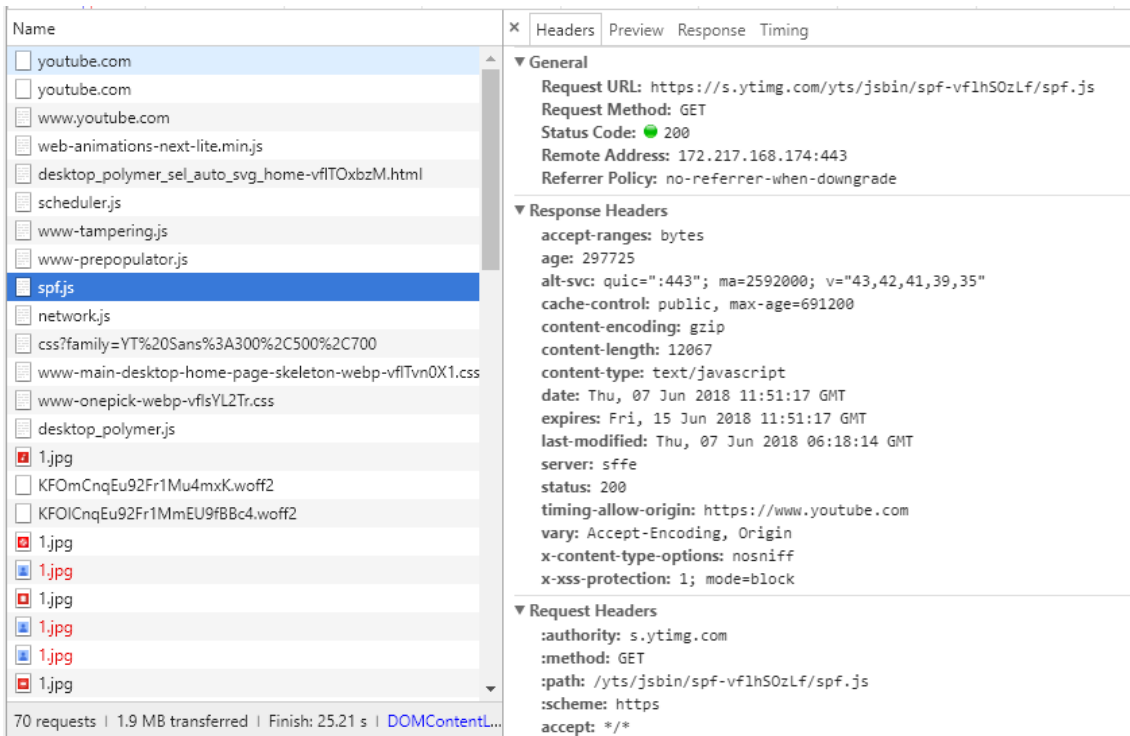 Name
youtube.com
youtube.com
www.youtube.com
web-animations-next-lite.min.js
desktop_polymer_sel_auto_svg_home-vflTOxbzM.html
scheduler.js
www-tampering.js
www-prepopulator.js
spf.js
network.js
css?family=YT%20Sans%3A300%2C500%2C700
www-main-desktop-home-page-skeleton-webp-vflTvn0X1.css
www-onepick-webp-vflsYL2Tr.css
desktop_polymer.js
1.jpg
KFOmCnqEu92Fr1Mu4mxK.woff2
KFOlCnqEu92Fr1MmEU9fBBc4.woff2
1.jpg
1.jpg
1.jpg
1.jpg
1.jpg
1.jpg
70 requests | 1.9 MB transferred | Finish: 25.21 s | DOMContentL...
× Headers Preview Response Timing
▼ General
Request URL: https://s.ytimg.com/yts/jsbin/spf-vflhSOzLf/spf.js
Request Method: GET
Status Code: 200
Remote Address: 172.217.168.174:443
Referrer Policy: no-referrer-when-downgrade
▼ Response Headers
accept-ranges: bytes
age: 297725
alt-svc: quic=":443"; ma=2592000; v="43,42,41,39,35"
cache-control: public, max-age=691200
content-encoding: gzip
content-length: 12067
content-type: text/javascript
date: Thu, 07 Jun 2018 11:51:17 GMT
expires: Fri, 15 Jun 2018 11:51:17 GMT
last-modified: Thu, 07 Jun 2018 06:18:14 GMT
server: sffe
status: 200
timing-allow-origin: https://www.youtube.com
vary: Accept-Encoding, Origin
x-content-type-options: nosniff
x-xss-protection: 1; mode=block
▼ Request Headers
:authority: s.ytimg.com
:method: GET
:path: /yts/jsbin/spf-vflhSOzLf/spf.js
:scheme: https
accept: */*